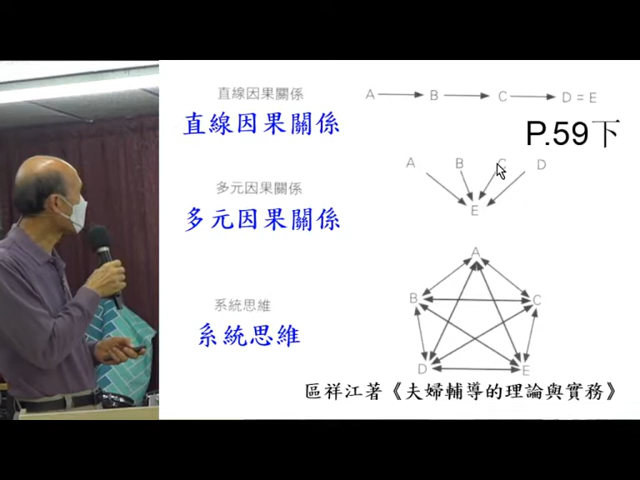 直線因果關係
A → B → C → D = E
直線因果關係
P.59下
A B C D
多元因果關係
E
多元因果關係
A
B C
系統思維
系統思維
D E
區祥江著《夫婦輔導的理論與實務》